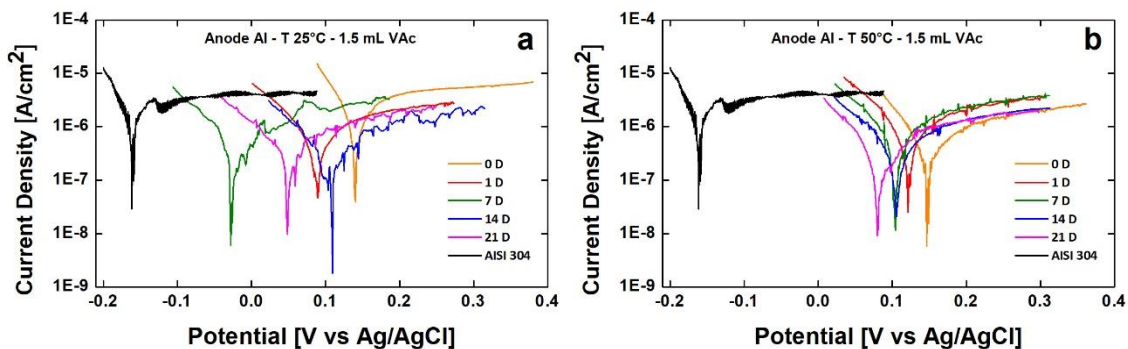 Anode Al - T 25°C - 1.5 mL VAc
a
Current Density [A/cm²]
1E-4
1E-5
1E-6
1E-7
1E-8
1E-9
0 D
1 D
7 D
14 D
21 D
AISI 304
-0.2
-0.1
0.0
0.1
0.2
0.3
0.4
Potential [V vs Ag/AgCl]
Anode Al - T 50°C - 1.5 mL VAc
b
Current Density [A/cm²]
1E-4
1E-5
1E-6
1E-7
1E-8
1E-9
0 D
1 D
7 D
14 D
21 D
AISI 304
-0.2
-0.1
0.0
0.1
0.2
0.3
0.4
Potential [V vs Ag/AgCl]